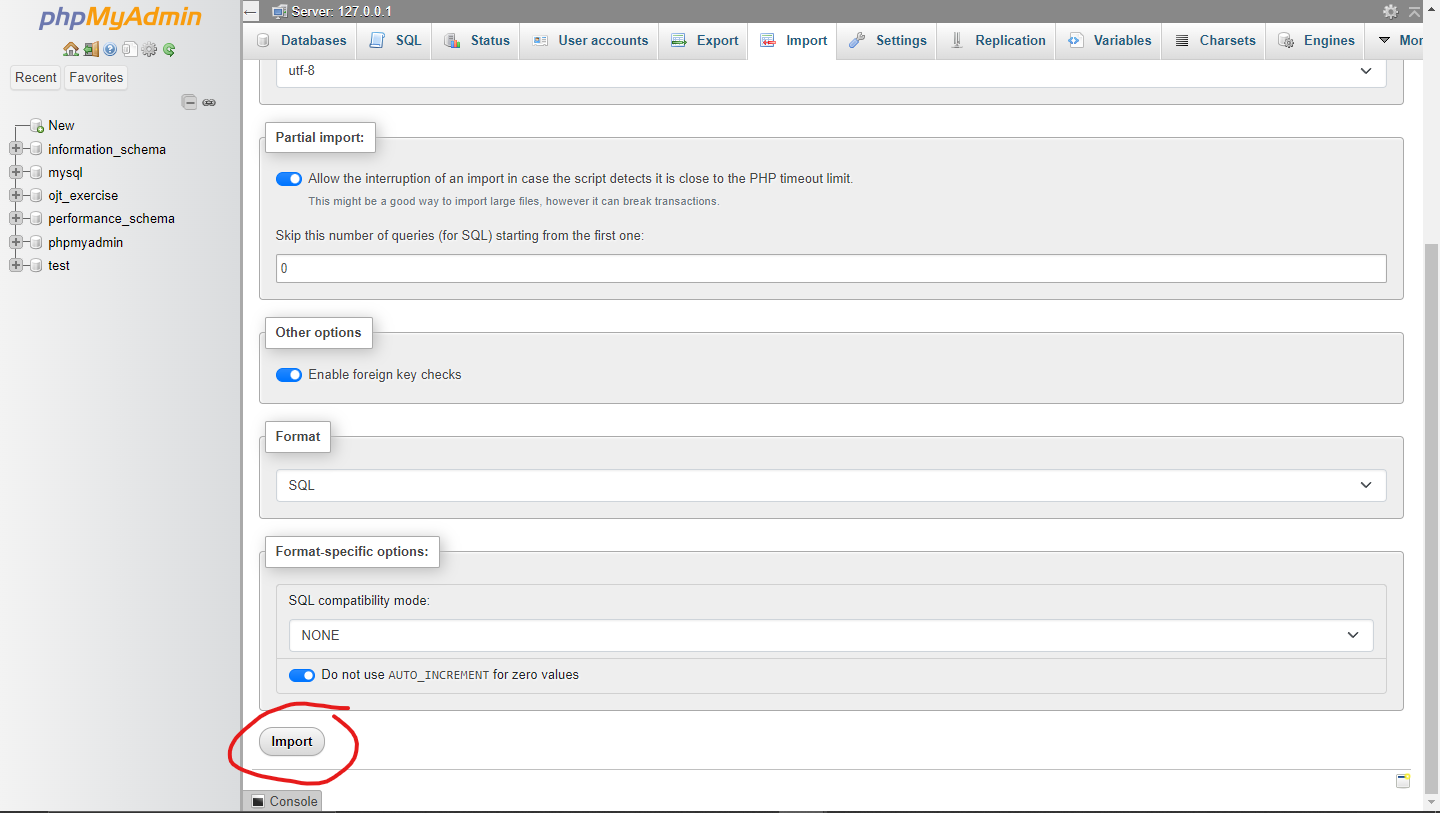 phpMyAdmin
Recent Favorites
New
information_schema
mysql
ojt_exercise
performance_schema
phpmyadmin
test
Server: 127.0.0.1
Databases SQL Status User accounts Export Import Settings Replication Variables Charsets Engines Mor
utf-8
Partial import:
Allow the interruption of an import in case the script detects it is close to the PHP timeout limit.
This might be a good way to import large files, however it can break transactions.
Skip this number of queries (for SQL) starting from the first one:
0
Other options
Enable foreign key checks
Format
SQL
Format-specific options:
SQL compatibility mode:
NONE
Do not use AUTO_INCREMENT for zero values
Import
Console